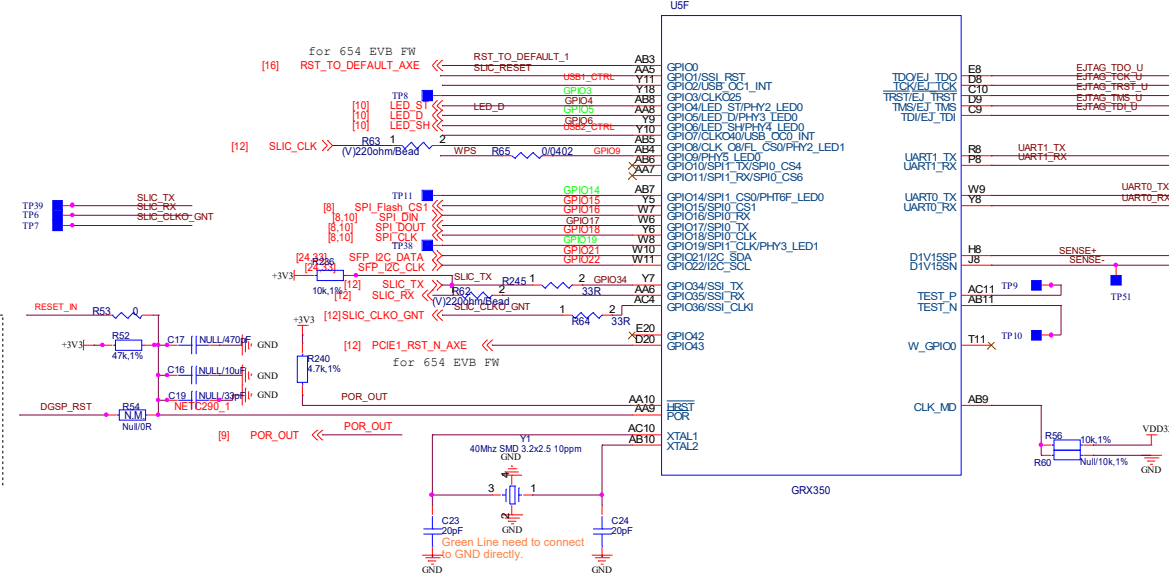 U5F
for 654 EVB FW
[16] RST_TO_DEFAULT_AXE
RST_TO_DEFAULT_1
SLIC_RESET
USB1_CTRL
TP8
GPIO3
[10] LED_ST
GPIO4
[10] LED_D
LED_D
GPIO5
[10] LED_SH
GPIO6
USB2_CTRL
[12] SLIC_CLK
R63 1 2
(V)220ohm/Bead
WPS R65 0/0402 GPIO9
AB3 GPIO0
AA5 GPIO1/SSI_RST
Y11 GPIO2/USB_OC1_INT
Y18 GPIO3/CLKO25
AB8 GPIO4/LED_ST/PHY2_LED0
AA8 GPIO5/LED_D/PHY3_LED0
Y9 GPIO6/LED_SH/PHY4_LED0
Y10 GPIO7/CLKO40/USB_OC0_INT
AB5 GPIO8/CLK_O8/FL_CS0/PHY2_LED1
AB4 GPIO9/PHY5_LED0
AB6 GPIO10/SPI1_TX/SPI0_CS4
AA7 GPIO11/SPI1_RX/SPI0_CS6
TDO/EJ_TDO E8 EJTAG_TDO_U
TCK/EJ_TCK D8 EJTAG_TCK_U
TRST/EJ_TRST C10 EJTAG_TRST_U
TMS/EJ_TMS D9 EJTAG_TMS_U
TDI/EJ_TDI C9 EJTAG_TDI_U
UART1_TX R8 UART1_TX
UART1_RX P8 UART1_RX
UART0_TX W9 UART0_TX
UART0_RX Y8 UART0_RX
TP39 SLIC_TX
TP6 SLIC_RX
TP7 SLIC_CLKO_GNT
TP11 GPIO14
[8] SPI_Flash_CS1 GPIO15
[8,10] SPI_DIN GPIO16
[8,10] SPI_DOUT GPIO17
[8,10] SPI_CLK GPIO18
TP38 GPIO19
[24,33] SFP_I2C_DATA GPIO21
[24,33] SFP_I2C_CLK GPIO22
AB7 GPIO14/SPI1_CS0/PHT6F_LED0
Y5 GPIO15/SPI0_CS1
W7 GPIO16/SPI0_RX
W6 GPIO17/SPI0_TX
Y6 GPIO18/SPI0_CLK
W8 GPIO19/SPI1_CLK/PHY3_LED1
W10 GPIO21/I2C_SDA
W11 GPIO22/I2C_SCL
D1V15SP H8 SENSE+
D1V15SN J8 SENSE-
TP51
+3V3 R236
10k,1%
[12] SLIC_TX
SLIC_TX R245 1 2 33R GPIO34
[12] SLIC_RX
R62 2
(V)220ohm/Bead
[12] SLIC_CLKO_GNT
SLIC_CLKO_GNT 1 2
R64 33R
Y7 GPIO34/SSI_TX
AA6 GPIO35/SSI_RX
AC4 GPIO36/SSI_CLKI
TEST_P AC11 TP9
TEST_N AB11 TP10
RESET_IN R53 0
+3V3 R52
47k,1%
C17 NULL/470pF GND
C16 NULL/10uF GND
C19 NULL/33pF GND
NETC290_1
DGSP_RST R54
N.M.
Null/0R
+3V3
R240
4.7k,1%
[12] PCIE1_RST_N_AXE
for 654 EVB FW
E20 GPIO42
D20 GPIO43
W_GPIO0 T11
POR_OUT
[9] POR_OUT POR_OUT
AA10 HRST
AA9 POR
AC10 XTAL1
AB10 XTAL2
CLK_MD AB9
R56 10k,1%
R60 Null/10k,1%
VDD33
GND
Y1
40Mhz SMD 3.2x2.5 10ppm
GND
4
3 1
2
GND
C23
20pF
GND
C24
20pF
GND
Green Line need to connect
to GND directly.
GRX350